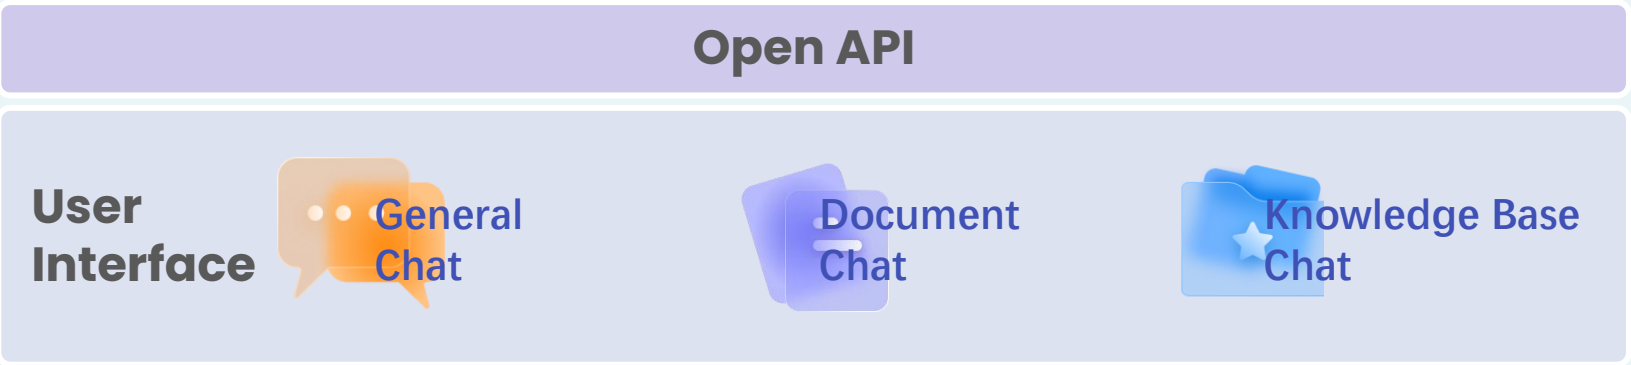 Open API
User
Interface
General
Chat
Document
Chat
Knowledge Base
Chat